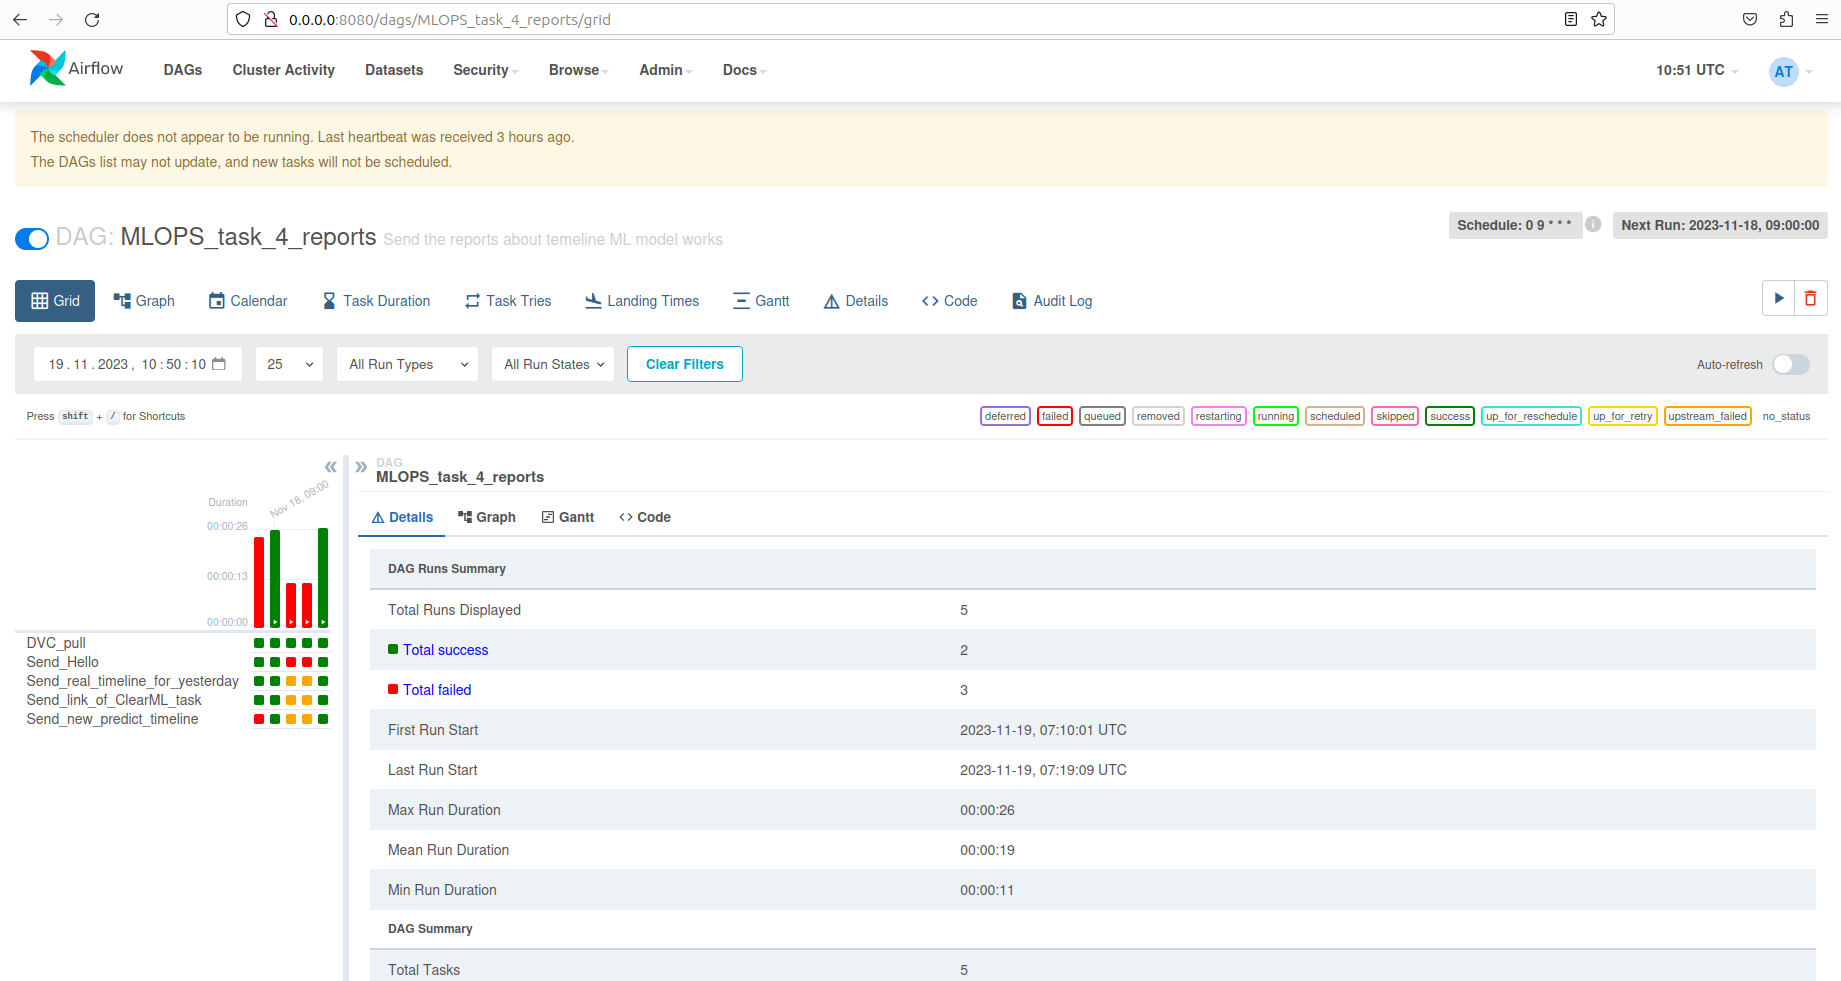 0.0.0.0:8080/dags/MLOPS_task_4_reports/grid
Airflow DAGs Cluster Activity Datasets Security Browse Admin Docs 10:51 UTC AT
The scheduler does not appear to be running. Last heartbeat was received 3 hours ago.
The DAGs list may not update, and new tasks will not be scheduled.
DAG: MLOPS_task_4_reports Send the reports about temeline ML model works Schedule: 0 9 * * * Next Run: 2023-11-18, 09:00:00
Grid Graph Calendar Task Duration Task Tries Landing Times Gantt Details <> Code Audit Log
19.11.2023, 10:50:10 25 All Run Types All Run States Clear Filters Auto-refresh
Press shift + / for Shortcuts deferred failed queued removed restarting running scheduled skipped success up_for_reschedule up_for_retry upstream_failed no_status
« » DAG
MLOPS_task_4_reports
Nov 18, 09:00
Duration
00:00:26
00:00:13
00:00:00
DVC_pull
Send_Hello
Send_real_timeline_for_yesterday
Send_link_of_ClearML_task
Send_new_predict_timeline
Details Graph Gantt <> Code
DAG Runs Summary
Total Runs Displayed 5
Total success 2
Total failed 3
First Run Start 2023-11-19, 07:10:01 UTC
Last Run Start 2023-11-19, 07:19:09 UTC
Max Run Duration 00:00:26
Mean Run Duration 00:00:19
Min Run Duration 00:00:11
DAG Summary
Total Tasks 5